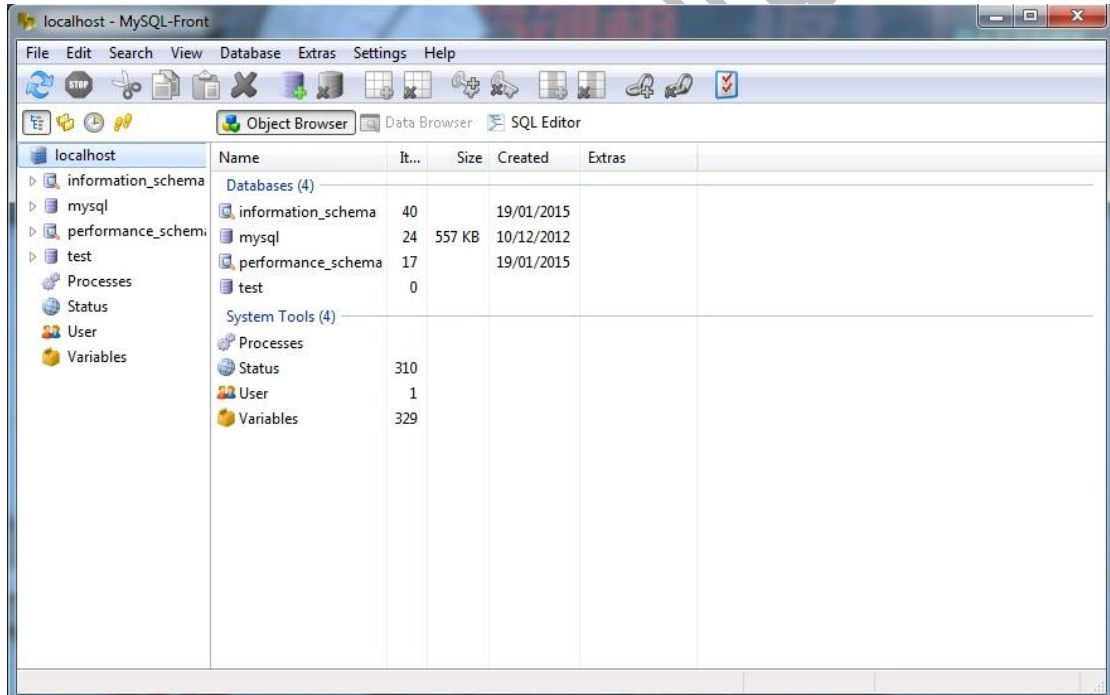 localhost - MySQL-Front
File Edit Search View Database Extras Settings Help
STOP
Object Browser Data Browser SQL Editor
localhost
information_schema
mysql
performance_schem
test
Processes
Status
User
Variables
Name It... Size Created Extras
Databases (4)
information_schema 40 19/01/2015
mysql 24 557 KB 10/12/2012
performance_schema 17 19/01/2015
test 0
System Tools (4)
Processes
Status 310
User 1
Variables 329